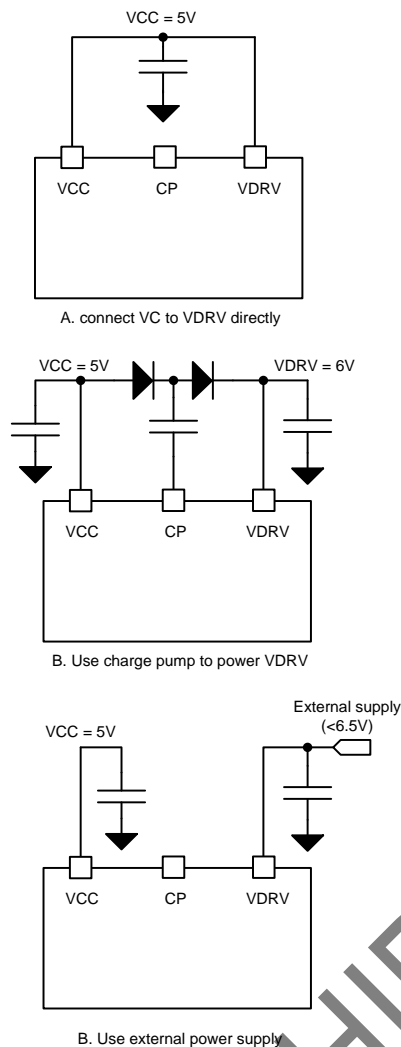 VCC = 5V
VCC CP VDRV
A. connect VC to VDRV directly
VCC = 5V VDRV = 6V
VCC CP VDRV
B. Use charge pump to power VDRV
External supply
(<6.5V)
VCC = 5V
VCC CP VDRV
B. Use external power supply